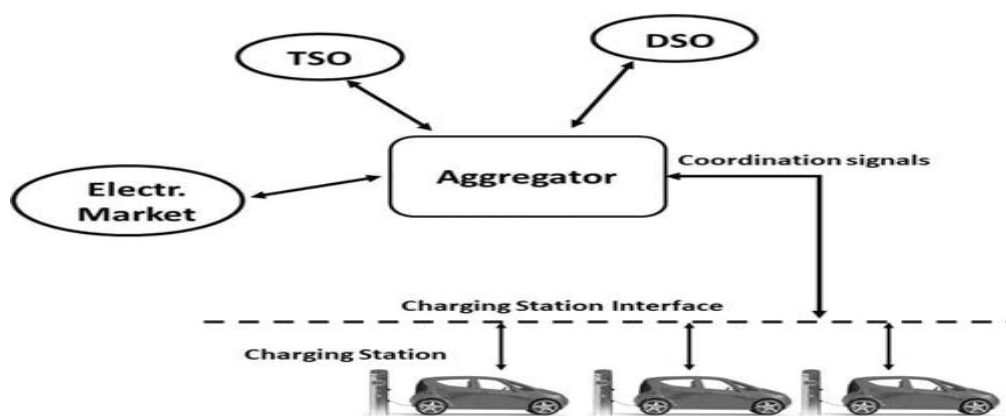 TSO
DSO
Electr.
Market
Aggregator
Coordination signals
Charging Station Interface
Charging Station